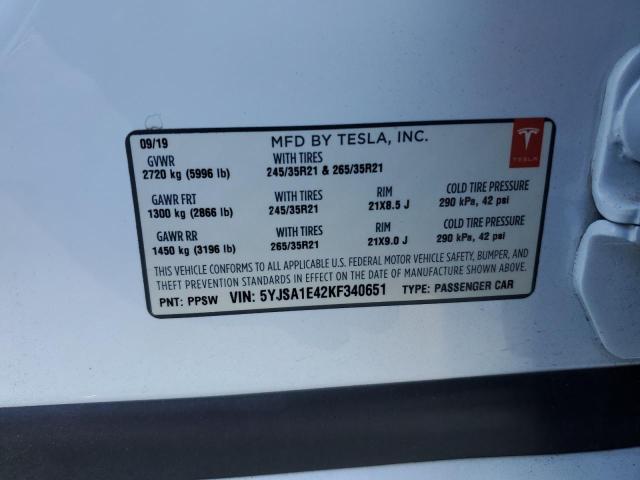 09/19 MFD BY TESLA, INC.
GVWR WITH TIRES
2720 kg (5996 lb) 245/35R21 & 265/35R21
TESLA
GAWR FRT WITH TIRES RIM COLD TIRE PRESSURE
1300 kg (2866 lb) 245/35R21 21X8.5 J 290 kPa, 42 psi
GAWR RR WITH TIRES RIM COLD TIRE PRESSURE
1450 kg (3196 lb) 265/35R21 21X9.0 J 290 kPa, 42 psi
THIS VEHICLE CONFORMS TO ALL APPLICABLE U.S. FEDERAL MOTOR VEHICLE SAFETY, BUMPER, AND
THEFT PREVENTION STANDARDS IN EFFECT ON THE DATE OF MANUFACTURE SHOWN ABOVE.
PNT: PPSW VIN: 5YJSA1E42KF340651 TYPE: PASSENGER CAR